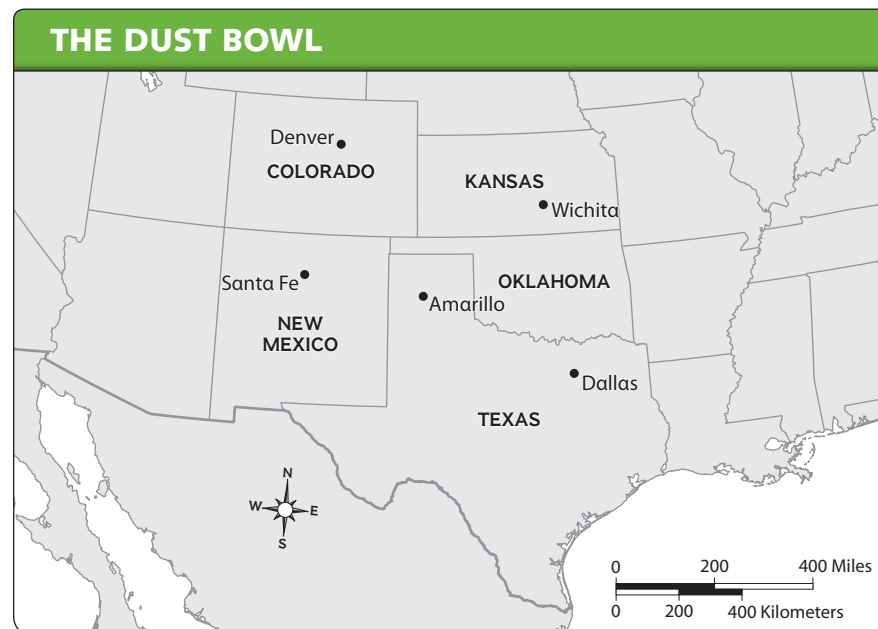 THE DUST BOWL
Denver
COLORADO
KANSAS
Wichita
Santa Fe
OKLAHOMA
Amarillo
NEW
MEXICO
Dallas
TEXAS
N
W E
S
0 200 400 Miles
0 200 400 Kilometers